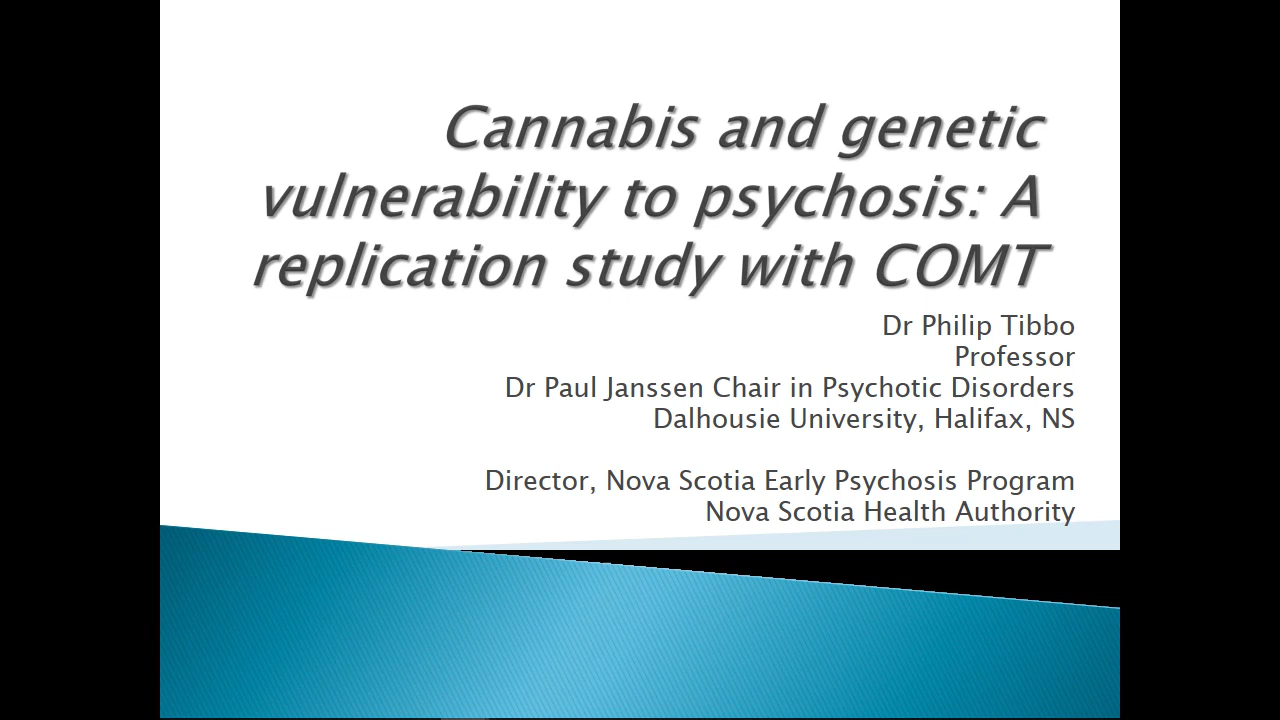 Cannabis and genetic
vulnerability to psychosis: A
replication study with COMT
Dr Philip Tibbo
Professor
Dr Paul Janssen Chair in Psychotic Disorders
Dalhousie University, Halifax, NS
Director, Nova Scotia Early Psychosis Program
Nova Scotia Health Authority